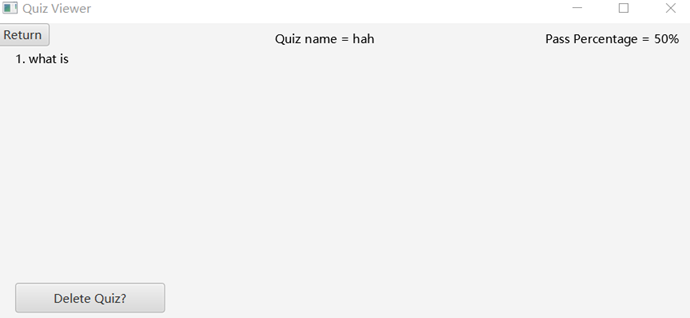 Quiz Viewer
Return
Quiz name = hah
Pass Percentage = 50%
1. what is
Delete Quiz?